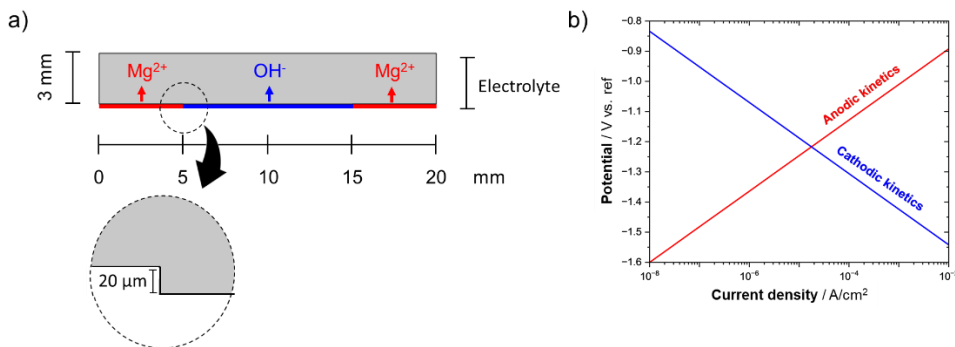 a)
3 mm
Mg²⁺
OH⁻
Mg²⁺
Electrolyte
0
5
10
15
20
mm
20 µm
b)
Potential / V vs. ref
−0.8
−0.9
−1.0
−1.1
−1.2
−1.3
−1.4
−1.5
−1.6
Anodic kinetics
Cathodic kinetics
10⁻⁸
10⁻⁶
10⁻⁴
Current density / A/cm²